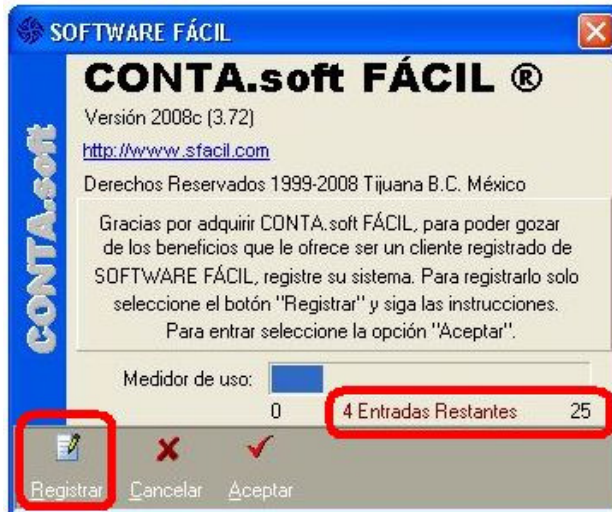 SOFTWARE FÁCIL
CONTA.soft FÁCIL ®
Versión 2008c (3.72)
http://www.sfacil.com
Derechos Reservados 1999-2008 Tijuana B.C. México
CONTA.soft
Gracias por adquirir CONTA.soft FÁCIL, para poder gozar
de los beneficios que le ofrece ser un cliente registrado de
SOFTWARE FÁCIL, registre su sistema. Para registrarlo solo
seleccione el botón "Registrar" y siga las instrucciones.
Para entrar seleccione la opción "Aceptar".
Medidor de uso:
0 4 Entradas Restantes 25
Registrar Cancelar Aceptar